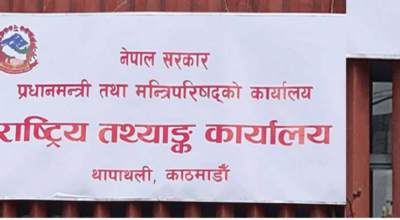 नेपाल सरकार
प्रधानमन्त्री तथा मन्त्रिपरिषद्को कार्यालय
राष्ट्रिय तथ्याङ्क कार्यालय
थापाथली, काठमाडौँ